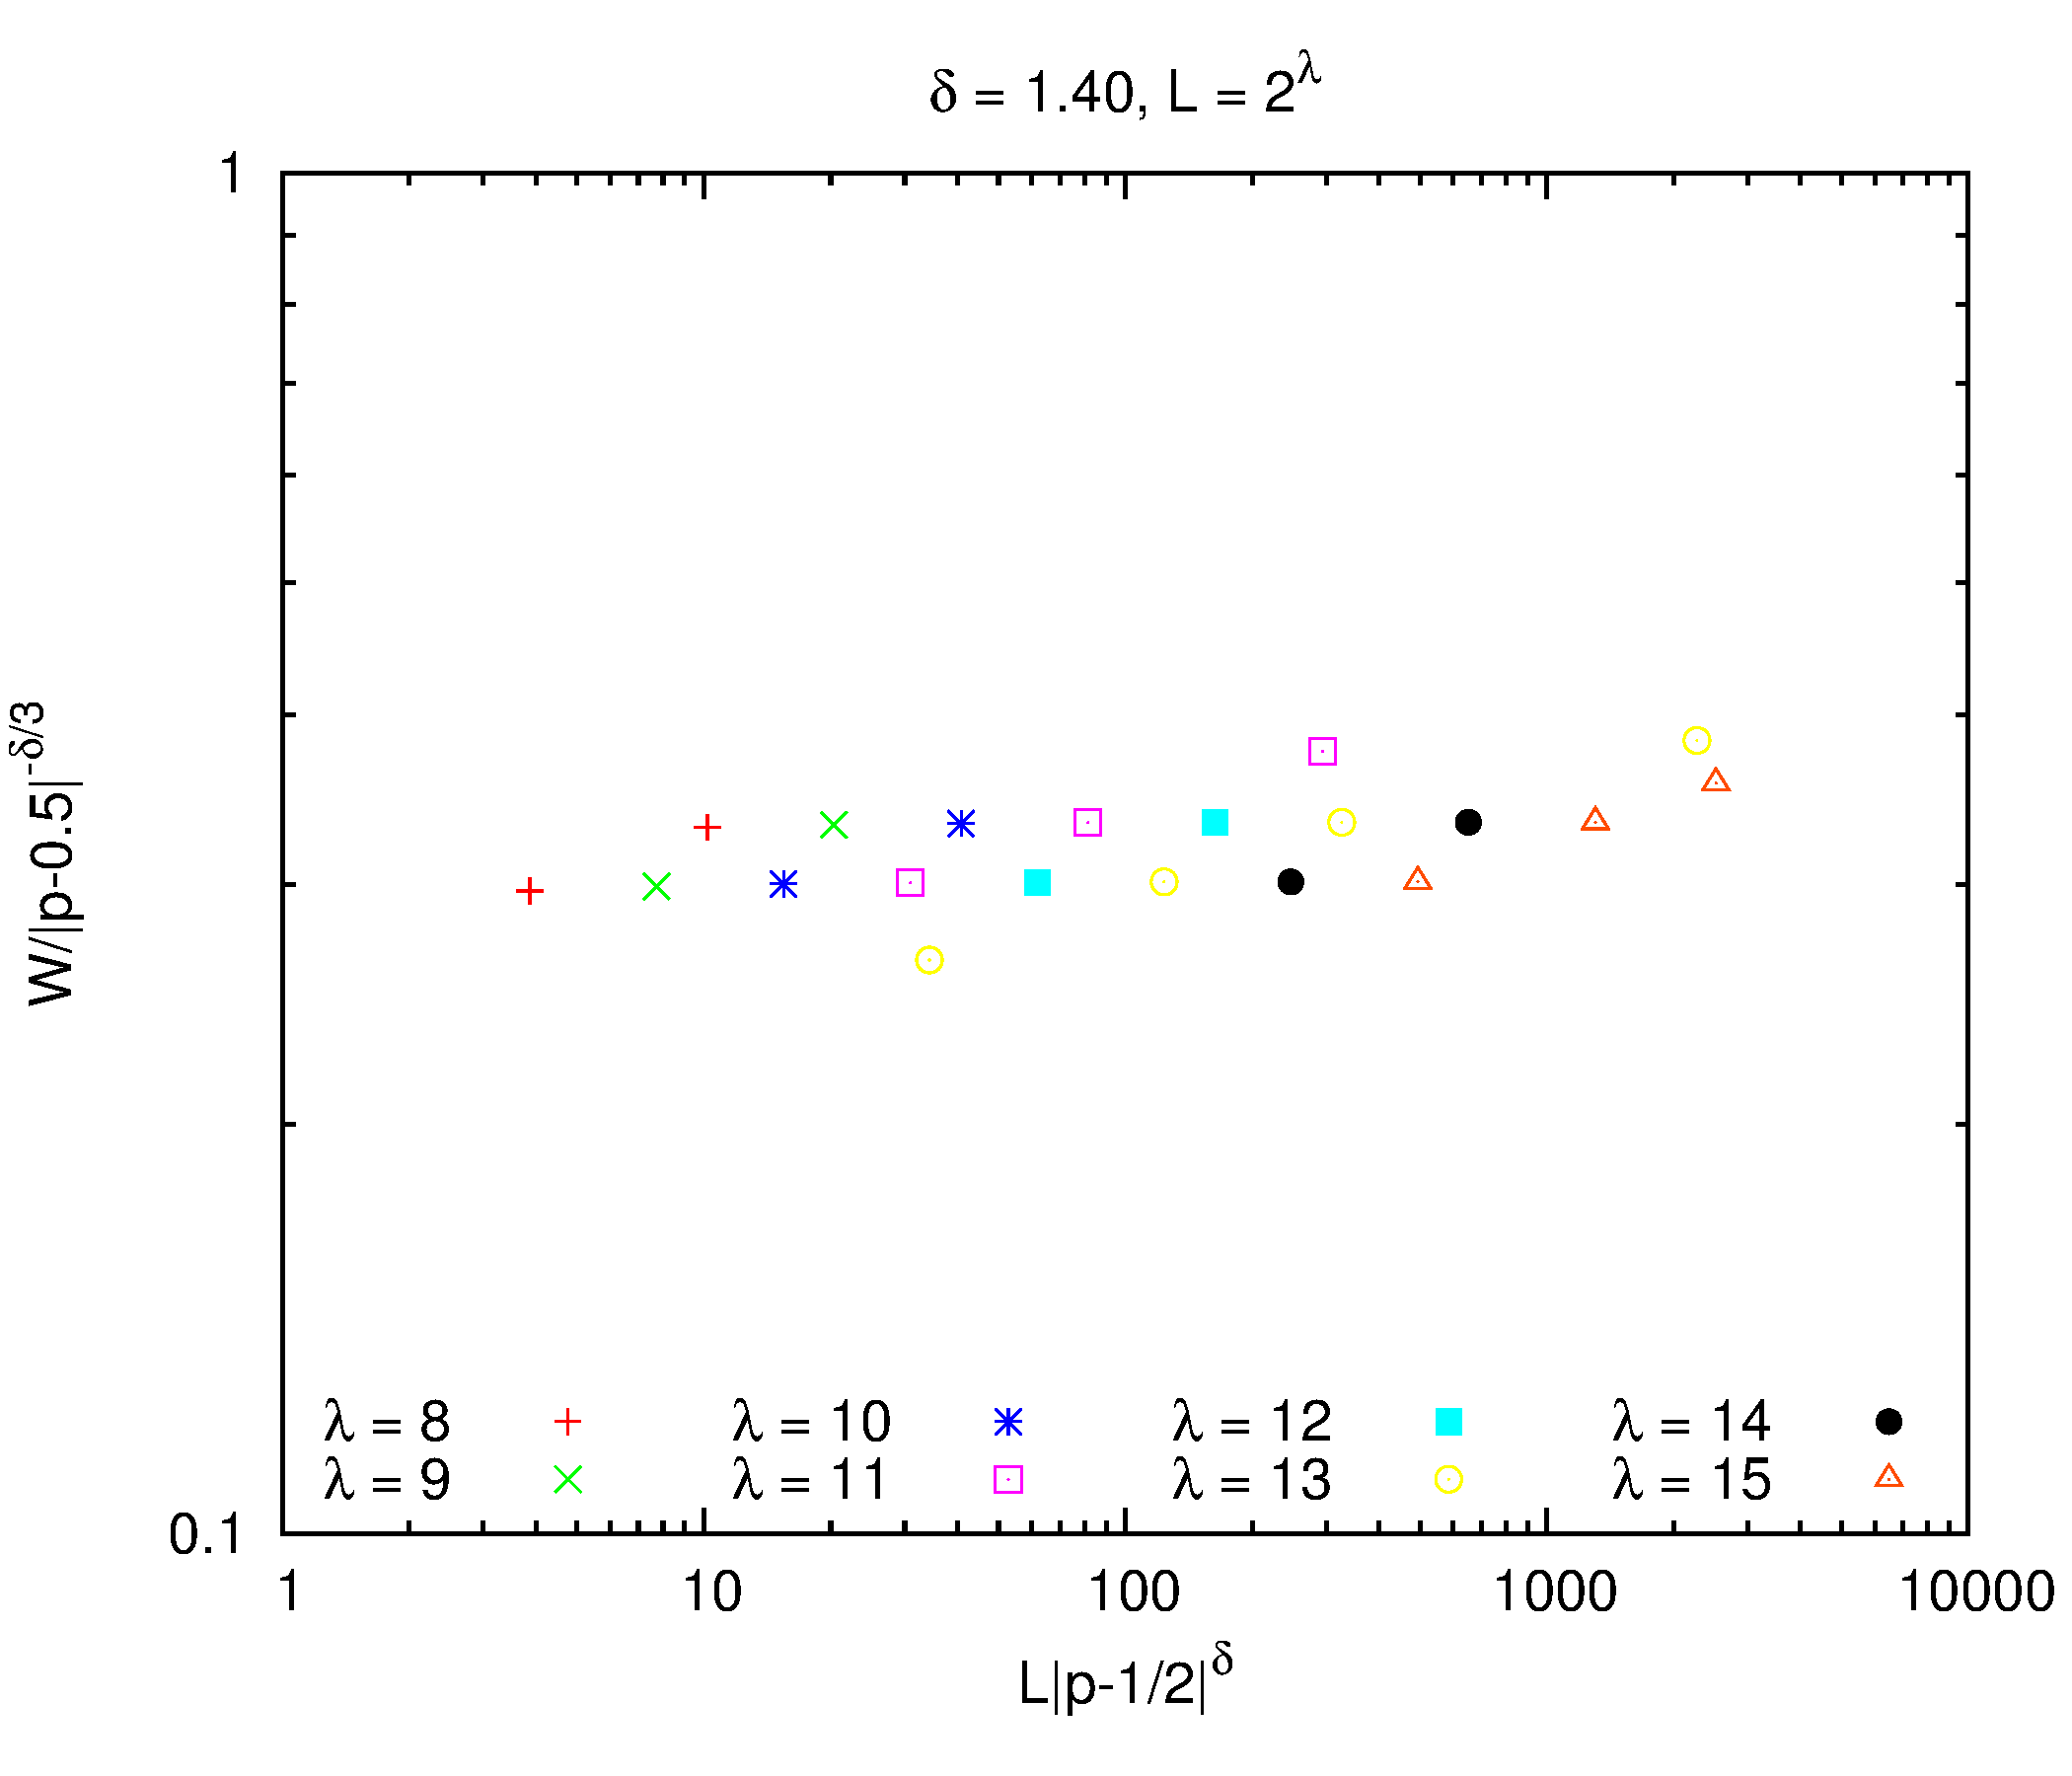 δ = 1.40, L = 2^λ
1
W/|p-0.5|^-δ/3
λ = 8 λ = 10 λ = 12 λ = 14
λ = 9 λ = 11 λ = 13 λ = 15
0.1
1 10 100 1000 10000
L|p-1/2|^δ